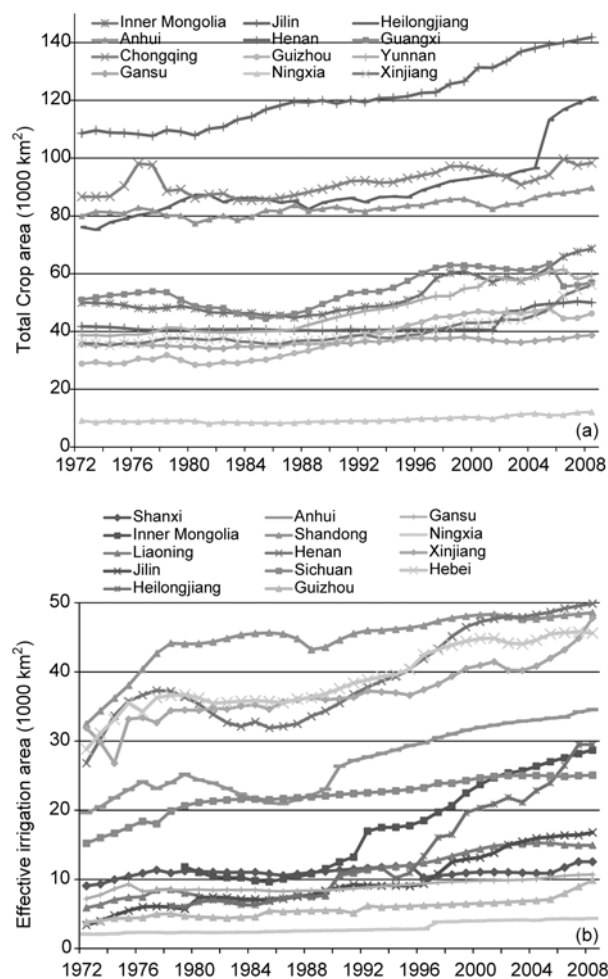 Inner Mongolia Jilin Heilongjiang
Anhui Henan Guangxi
Chongqing Guizhou Yunnan
Gansu Ningxia Xinjiang
140
120
100
80
60
40
20
0
Total Crop area (1000 km²)
(a)
1972 1976 1980 1984 1988 1992 1996 2000 2004 2008
Shanxi Anhui Gansu
Inner Mongolia Shandong Ningxia
Liaoning Henan Xinjiang
Jilin Sichuan Hebei
Heilongjiang Guizhou
50
40
30
20
10
0
Effective irrigation area (1000 km²)
(b)
1972 1976 1980 1984 1988 1992 1996 2000 2004 2008